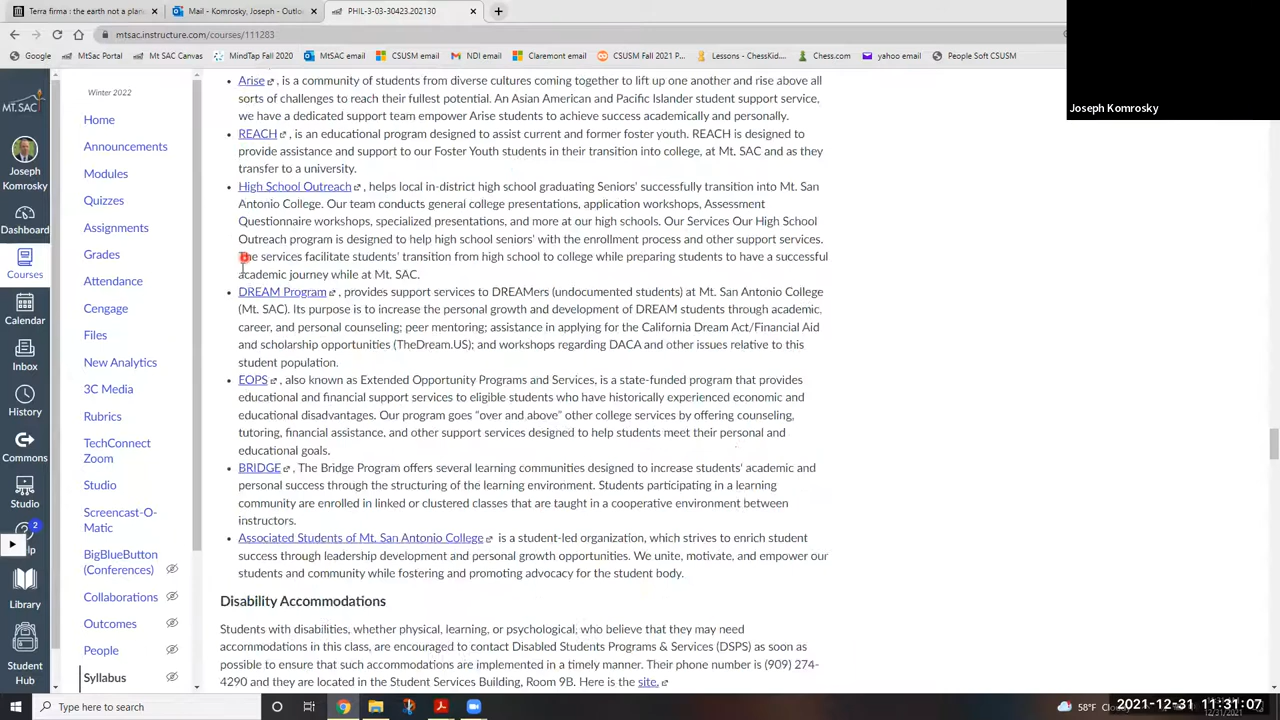 Terra firma : the earth not a plane
Mail - Komrosky, Joseph - Outlo
PHIL-3-03-30423.202130
mtsac.instructure.com/courses/111283
Google
MtSac Portal
Mt.SAC Canvas
MindTap Fall 2020
MtSAC email
CSUSM email
NDI email
Claremont email
CSUSM Fall 2021 P...
Lessons - ChessKid...
Chess.com
yahoo email
People Soft CSUSM
Joseph Komrosky
MT.SAC
Joseph
Komrosky
Dashboard
Courses
Calendar
Inbox
History
Commons
Studio
2
Library
Student
Hub
Winter 2022
Home
Announcements
Modules
Quizzes
Assignments
Grades
Attendance
Cengage
Files
New Analytics
3C Media
Rubrics
TechConnect
Zoom
Studio
Screencast-O-
Matic
BigBlueButton
(Conferences)
Collaborations
Outcomes
People
Syllabus
Arise , is a community of students from diverse cultures coming together to lift up one another and rise above all
sorts of challenges to reach their fullest potential. An Asian American and Pacific Islander student support service,
we have a dedicated support team empower Arise students to achieve success academically and personally.
REACH , is an educational program designed to assist current and former foster youth. REACH is designed to
provide assistance and support to our Foster Youth students in their transition into college, at Mt. SAC and as they
transfer to a university.
High School Outreach , helps local in-district high school graduating Seniors' successfully transition into Mt. San
Antonio College. Our team conducts general college presentations, application workshops, Assessment
Questionnaire workshops, specialized presentations, and more at our high schools. Our Services Our High School
Outreach program is designed to help high school seniors' with the enrollment process and other support services.
The services facilitate students' transition from high school to college while preparing students to have a successful
academic journey while at Mt. SAC.
DREAM Program , provides support services to DREAMers (undocumented students) at Mt. San Antonio College
(Mt. SAC). Its purpose is to increase the personal growth and development of DREAM students through academic,
career, and personal counseling; peer mentoring; assistance in applying for the California Dream Act/Financial Aid
and scholarship opportunities (TheDream.US); and workshops regarding DACA and other issues relative to this
student population.
EOPS , also known as Extended Opportunity Programs and Services, is a state-funded program that provides
educational and financial support services to eligible students who have historically experienced economic and
educational disadvantages. Our program goes "over and above" other college services by offering counseling,
tutoring, financial assistance, and other support services designed to help students meet their personal and
educational goals.
BRIDGE , The Bridge Program offers several learning communities designed to increase students' academic and
personal success through the structuring of the learning environment. Students participating in a learning
community are enrolled in linked or clustered classes that are taught in a cooperative environment between
instructors.
Associated Students of Mt. San Antonio College is a student-led organization, which strives to enrich student
success through leadership development and personal growth opportunities. We unite, motivate, and empower our
students and community while fostering and promoting advocacy for the student body.
Disability Accommodations
Students with disabilities, whether physical, learning, or psychological, who believe that they may need
accommodations in this class, are encouraged to contact Disabled Students Programs & Services (DSPS) as soon as
possible to ensure that such accommodations are implemented in a timely manner. Their phone number is (909) 274-
4290 and they are located in the Student Services Building, Room 9B. Here is the site.
Type here to search
58°F
2021-12-31 11:31:07